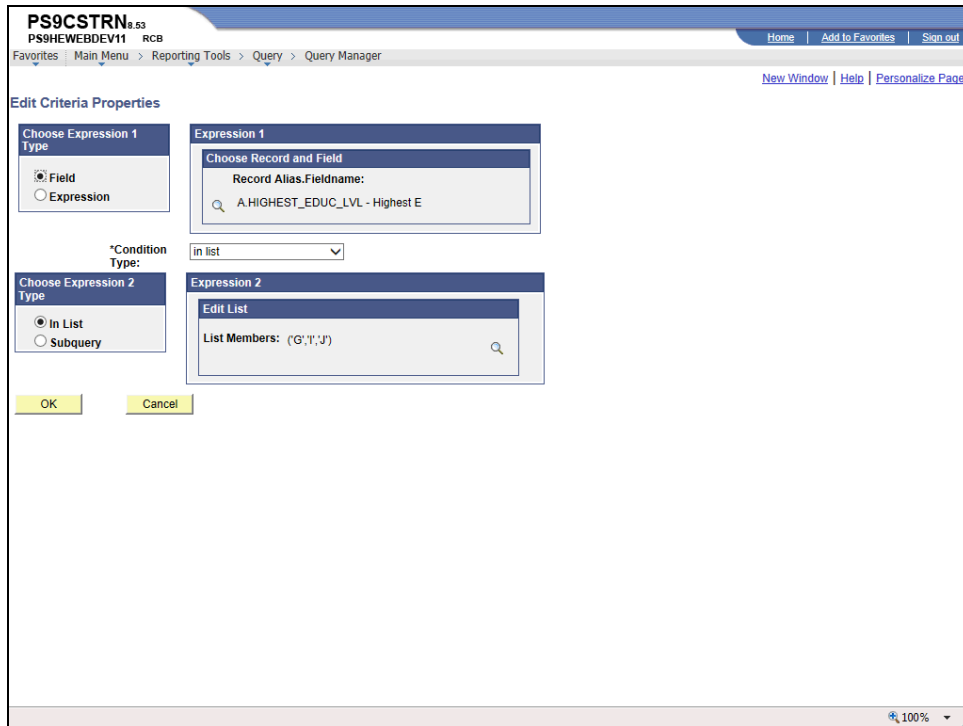 PS9CSTRN8.53
PS9HEWEBDEV11 RCB
Home | Add to Favorites | Sign out
Favorites Main Menu > Reporting Tools > Query > Query Manager
New Window | Help | Personalize Page
Edit Criteria Properties
Choose Expression 1 Type
Field
Expression
Expression 1
Choose Record and Field
Record Alias.Fieldname:
A.HIGHEST_EDUC_LVL - Highest E
*Condition Type:
in list
Choose Expression 2 Type
In List
Subquery
Expression 2
Edit List
List Members: ('G','I','J')
OK
Cancel
100%